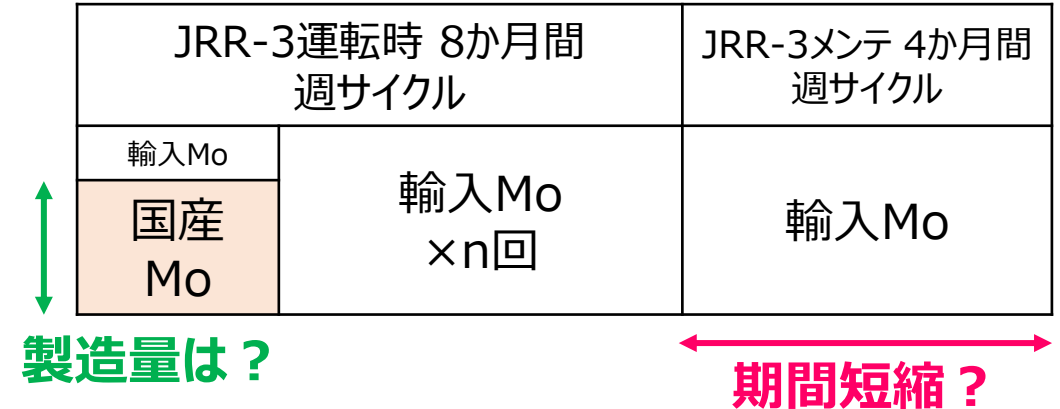 JRR-3運転時 8か月間
週サイクル
JRR-3メンテ 4か月間
週サイクル
輸入Mo
国産
Mo
輸入Mo
×n回
輸入Mo
製造量は？
期間短縮？